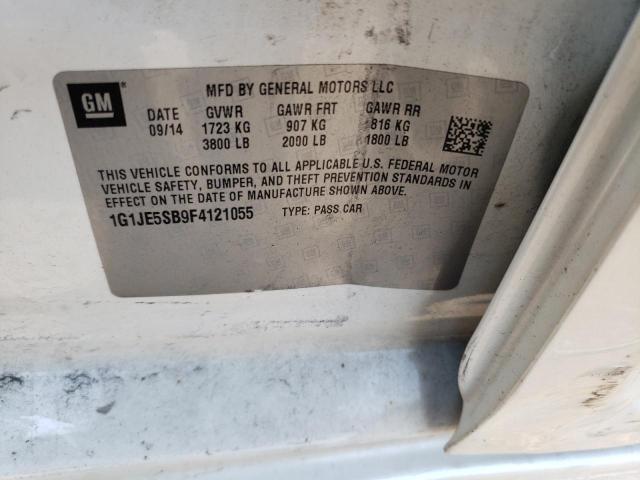 GM
MFD BY GENERAL MOTORS LLC
DATE GVWR GAWR FRT GAWR RR
09/14 1723 KG 907 KG 816 KG
3800 LB 2000 LB 1800 LB
THIS VEHICLE CONFORMS TO ALL APPLICABLE U.S. FEDERAL MOTOR
VEHICLE SAFETY, BUMPER, AND THEFT PREVENTION STANDARDS IN
EFFECT ON THE DATE OF MANUFACTURE SHOWN ABOVE.
1G1JE5SB9F4121055 TYPE: PASS CAR